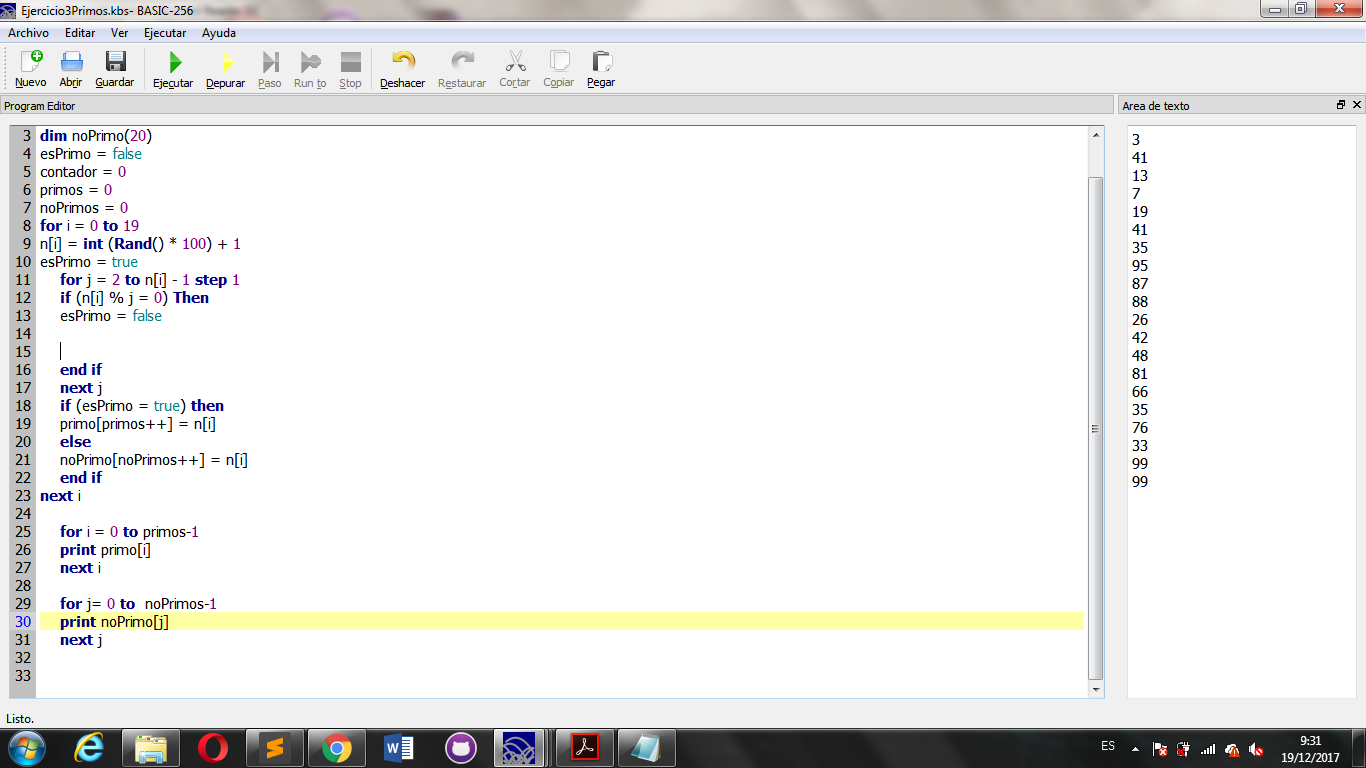 Ejercicio3Primos.kbs- BASIC-256
Archivo Editar Ver Ejecutar Ayuda
Nuevo Abrir Guardar Ejecutar Depurar Paso Run to Stop Deshacer Restaurar Cortar Copiar Pegar
Program Editor
3 dim noPrimo(20)
4 esPrimo = false
5 contador = 0
6 primos = 0
7 noPrimos = 0
8 for i = 0 to 19
9 n[i] = int (Rand() * 100) + 1
10 esPrimo = true
11 for j = 2 to n[i] - 1 step 1
12 if (n[i] % j = 0) Then
13 esPrimo = false
14
15
16 end if
17 next j
18 if (esPrimo = true) then
19 primo[primos++] = n[i]
20 else
21 noPrimo[noPrimos++] = n[i]
22 end if
23 next i
24
25 for i = 0 to primos-1
26 print primo[i]
27 next i
28
29 for j= 0 to  noPrimos-1
30 print noPrimo[j]
31 next j
32
33
Area de texto
3
41
13
7
19
41
35
95
87
88
26
42
48
81
66
35
76
33
99
99
Listo.
ES
9:31
19/12/2017